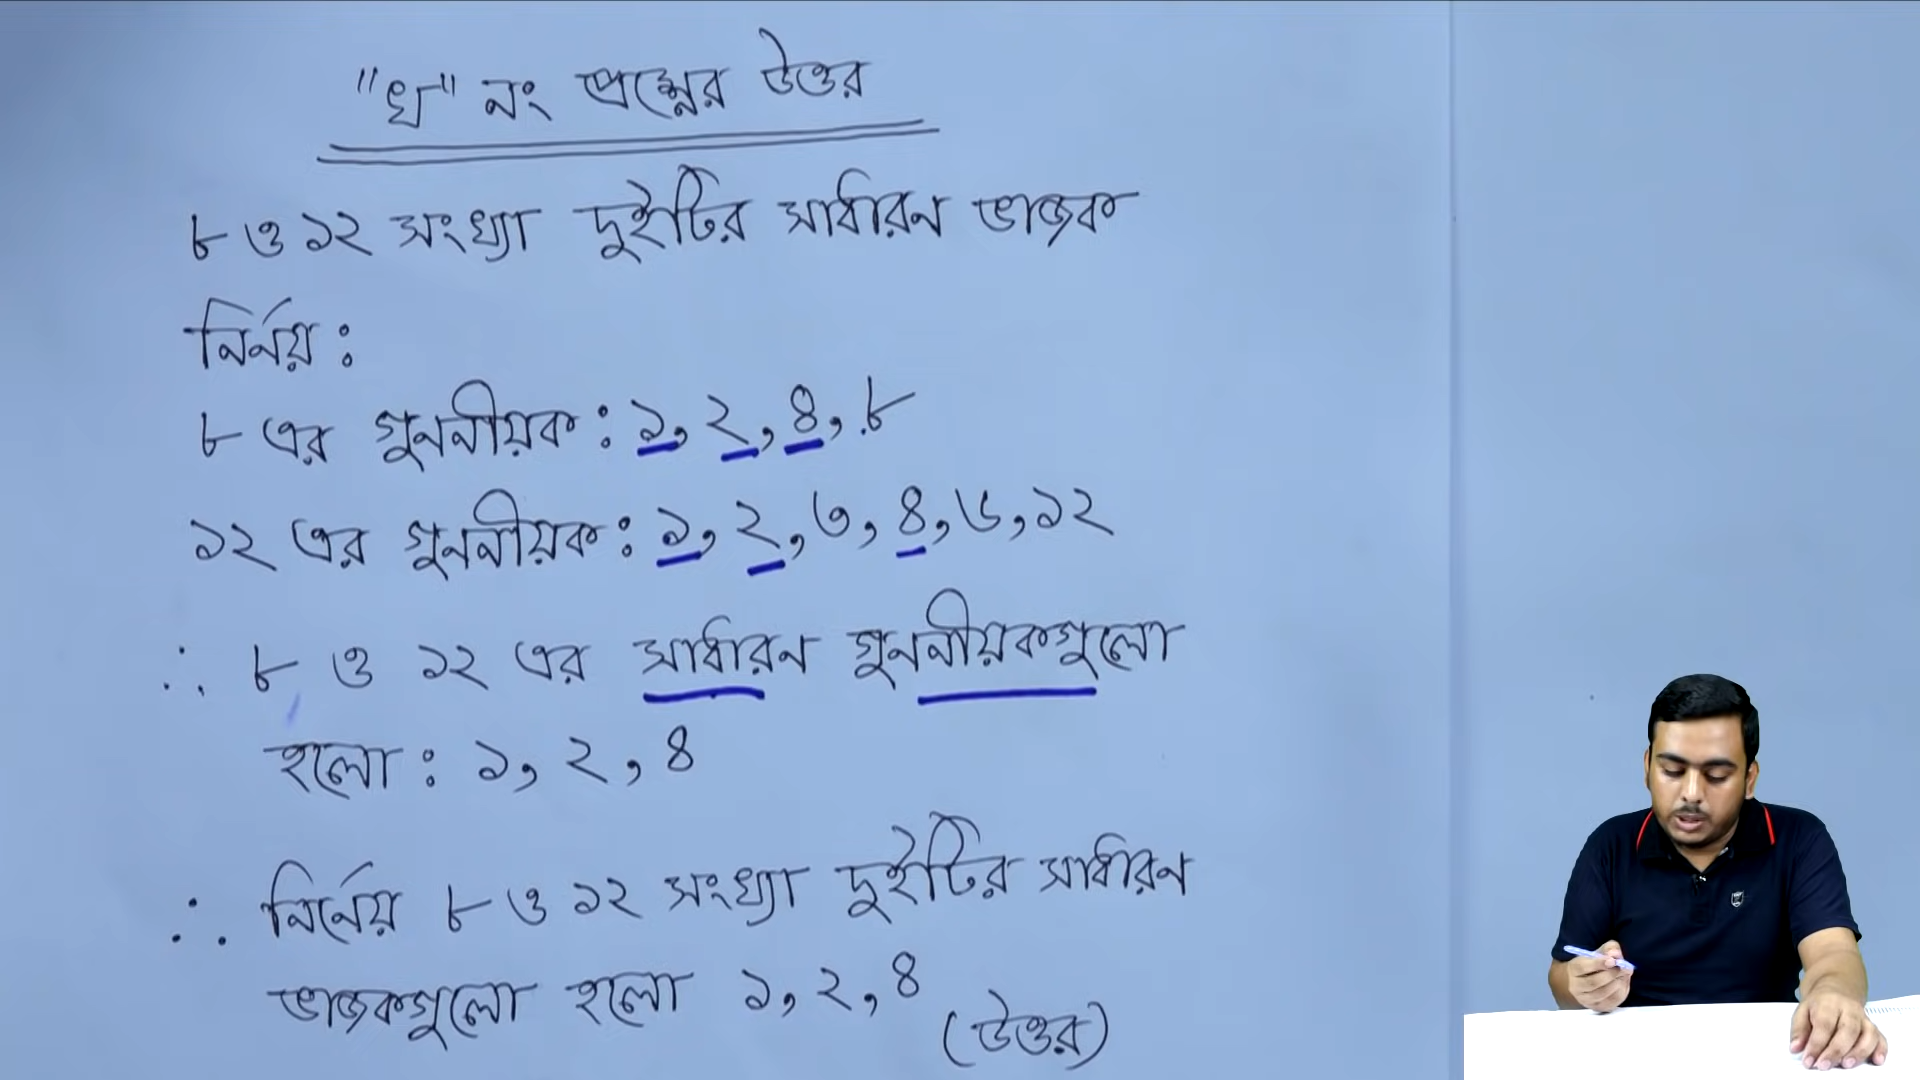 "খ" নং প্রশ্নের উত্তর
৮ ও ১২ সংখ্যা দুইটির সাধারন ভাজক
নির্নয় :
৮ এর গুননীয়ক : ১, ২, ৪, ৮
১২ এর গুননীয়ক : ১, ২, ৩, ৪, ৬, ১২
∴ ৮ ও ১২ এর সাধারন গুননীয়কগুলো
হলো : ১, ২, ৪
∴ নির্নেয় ৮ ও ১২ সংখ্যা দুইটির সাধারন
ভাজকগুলো হলো ১, ২, ৪
(উত্তর)